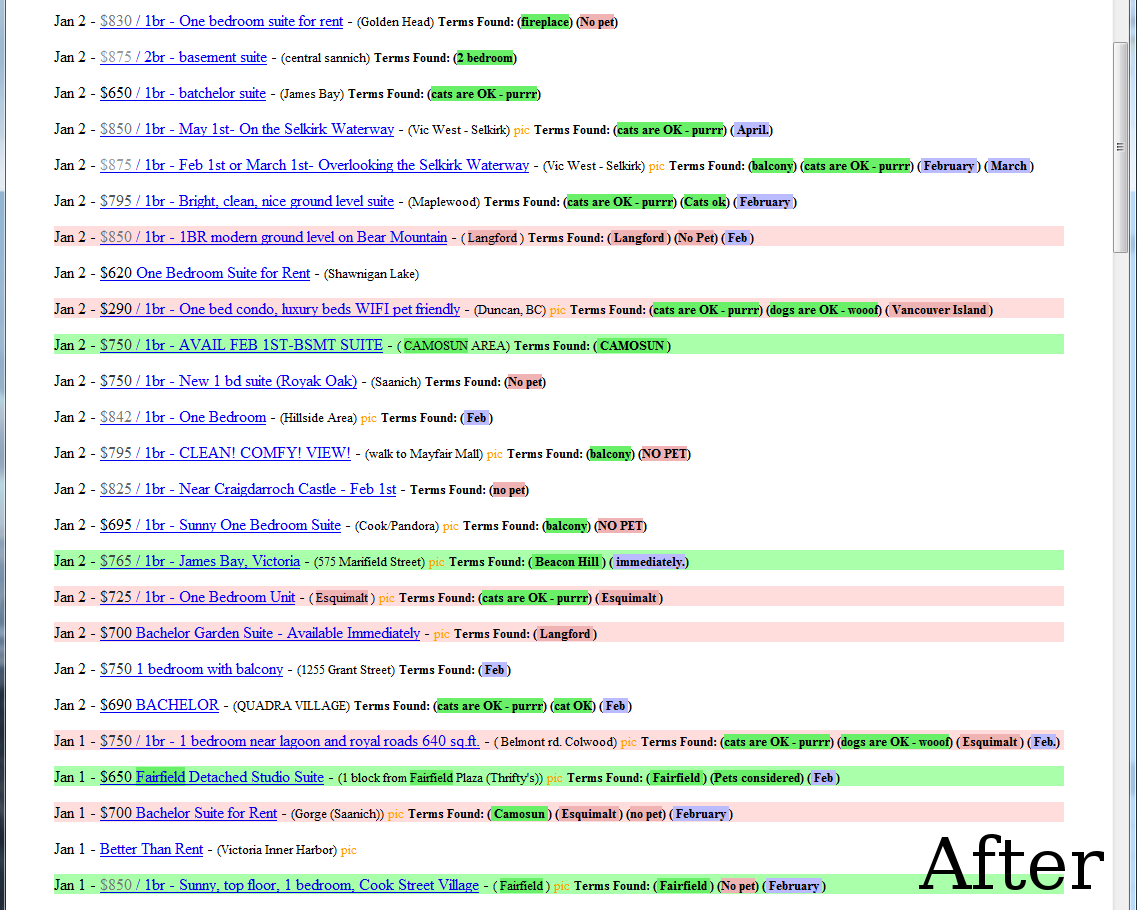 Jan 2 - $830 / 1br - One bedroom suite for rent - (Golden Head) Terms Found: (fireplace) (No pet)
Jan 2 - $875 / 2br - basement suite - (central sannich) Terms Found: (2 bedroom)
Jan 2 - $650 / 1br - batchelor suite - (James Bay) Terms Found: (cats are OK - purrr)
Jan 2 - $850 / 1br - May 1st- On the Selkirk Waterway - (Vic West - Selkirk) pic Terms Found: (cats are OK - purrr) ( April.)
Jan 2 - $875 / 1br - Feb 1st or March 1st- Overlooking the Selkirk Waterway - (Vic West - Selkirk) pic Terms Found: (balcony) (cats are OK - purrr) ( February ) ( March )
Jan 2 - $795 / 1br - Bright, clean, nice ground level suite - (Maplewood) Terms Found: (cats are OK - purrr) (Cats ok) ( February )
Jan 2 - $850 / 1br - 1BR modern ground level on Bear Mountain - ( Langford ) Terms Found: ( Langford ) (No Pet) ( Feb )
Jan 2 - $620 One Bedroom Suite for Rent - (Shawnigan Lake)
Jan 2 - $290 / 1br - One bed condo, luxury beds WIFI pet friendly - (Duncan, BC) pic Terms Found: (cats are OK - purrr) (dogs are OK - wooof) ( Vancouver Island )
Jan 2 - $750 / 1br - AVAIL FEB 1ST-BSMT SUITE - ( CAMOSUN AREA) Terms Found: ( CAMOSUN )
Jan 2 - $750 / 1br - New 1 bd suite (Royak Oak) - (Saanich) Terms Found: (No pet)
Jan 2 - $842 / 1br - One Bedroom - (Hillside Area) pic Terms Found: ( Feb )
Jan 2 - $795 / 1br - CLEAN! COMFY! VIEW! - (walk to Mayfair Mall) pic Terms Found: (balcony) (NO PET)
Jan 2 - $825 / 1br - Near Craigdarroch Castle - Feb 1st - Terms Found: (no pet)
Jan 2 - $695 / 1br - Sunny One Bedroom Suite - (Cook/Pandora) pic Terms Found: (balcony) (NO PET)
Jan 2 - $765 / 1br - James Bay, Victoria - (575 Marifield Street) pic Terms Found: ( Beacon Hill ) ( immediately.)
Jan 2 - $725 / 1br - One Bedroom Unit - ( Esquimalt ) pic Terms Found: (cats are OK - purrr) ( Esquimalt )
Jan 2 - $700 Bachelor Garden Suite - Available Immediately - pic Terms Found: ( Langford )
Jan 2 - $750 1 bedroom with balcony - (1255 Grant Street) Terms Found: ( Feb )
Jan 2 - $690 BACHELOR - (QUADRA VILLAGE) Terms Found: (cats are OK - purrr) (cat OK) ( Feb )
Jan 1 - $750 / 1br - 1 bedroom near lagoon and royal roads 640 sq.ft. - ( Belmont rd. Colwood) pic Terms Found: (cats are OK - purrr) (dogs are OK - wooof) ( Esquimalt ) ( Feb.)
Jan 1 - $650 Fairfield Detached Studio Suite - (1 block from Fairfield Plaza (Thrifty's)) pic Terms Found: ( Fairfield ) (Pets considered) ( Feb )
Jan 1 - $700 Bachelor Suite for Rent - (Gorge (Saanich)) pic Terms Found: ( Camosun ) ( Esquimalt ) (no pet) ( February )
Jan 1 - Better Than Rent - (Victoria Inner Harbor) pic
Jan 1 - $850 / 1br - Sunny, top floor, 1 bedroom, Cook Street Village - ( Fairfield ) pic Terms Found: ( Fairfield ) (No pet) ( February )
After